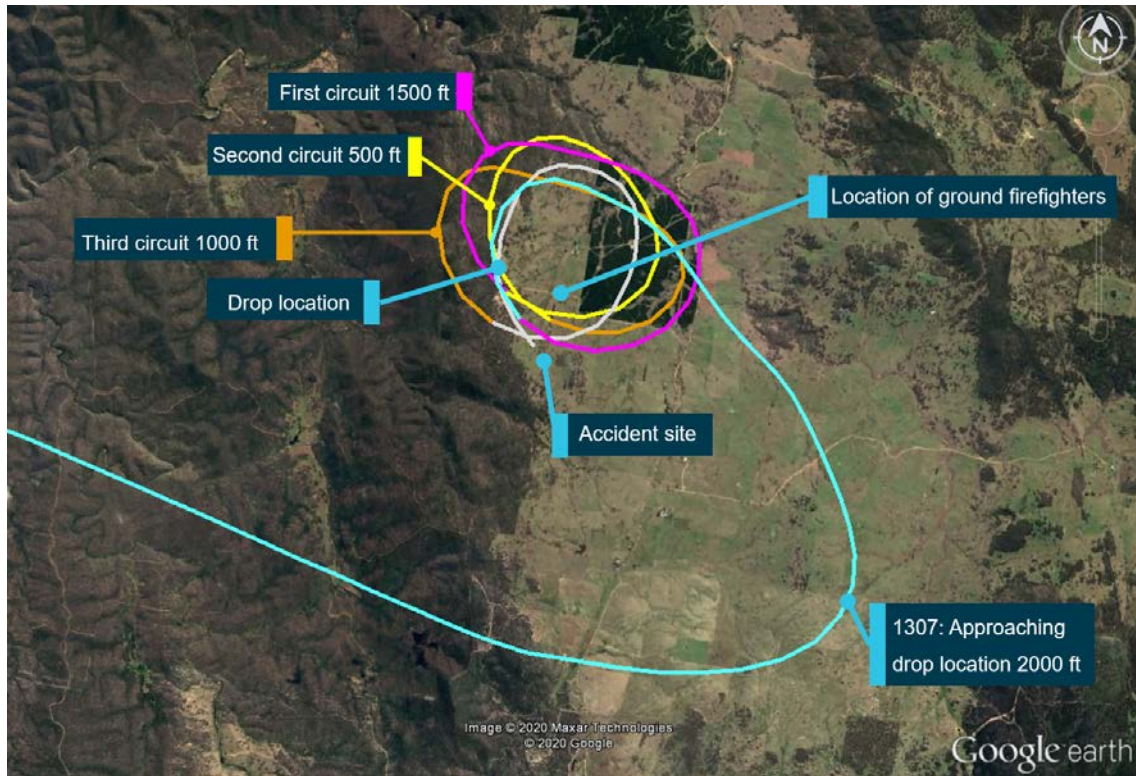 N
First circuit 1500 ft
Second circuit 500 ft
Location of ground firefighters
Third circuit 1000 ft
Drop location
Accident site
1307: Approaching
drop location 2000 ft
Image © 2020 Maxar Technologies
© 2020 Google
Google earth